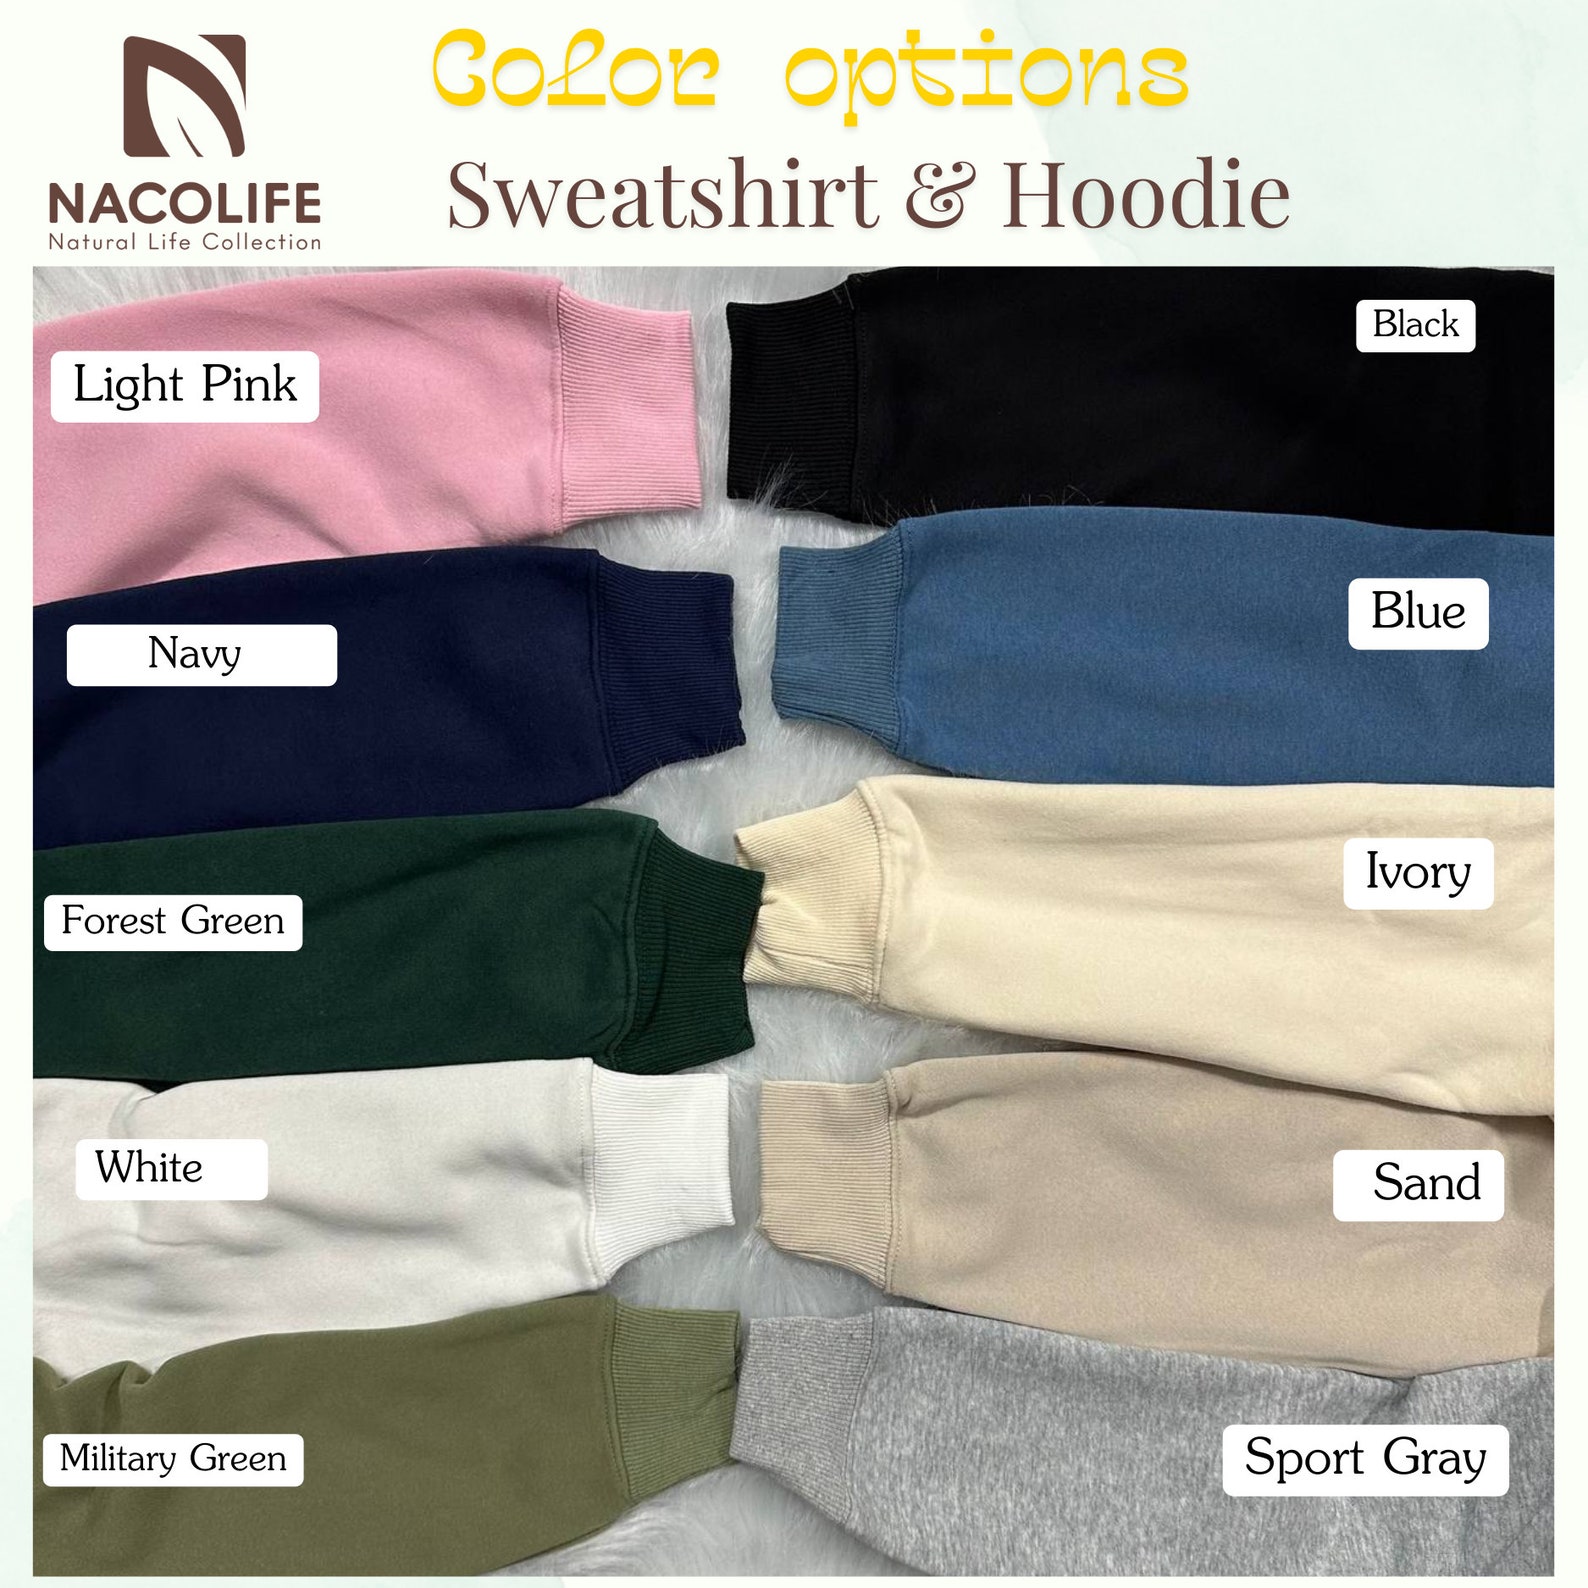 NACOLIFE
Natural Life Collection
Color options
Sweatshirt & Hoodie
Light Pink
Black
Navy
Blue
Forest Green
Ivory
White
Sand
Military Green
Sport Gray